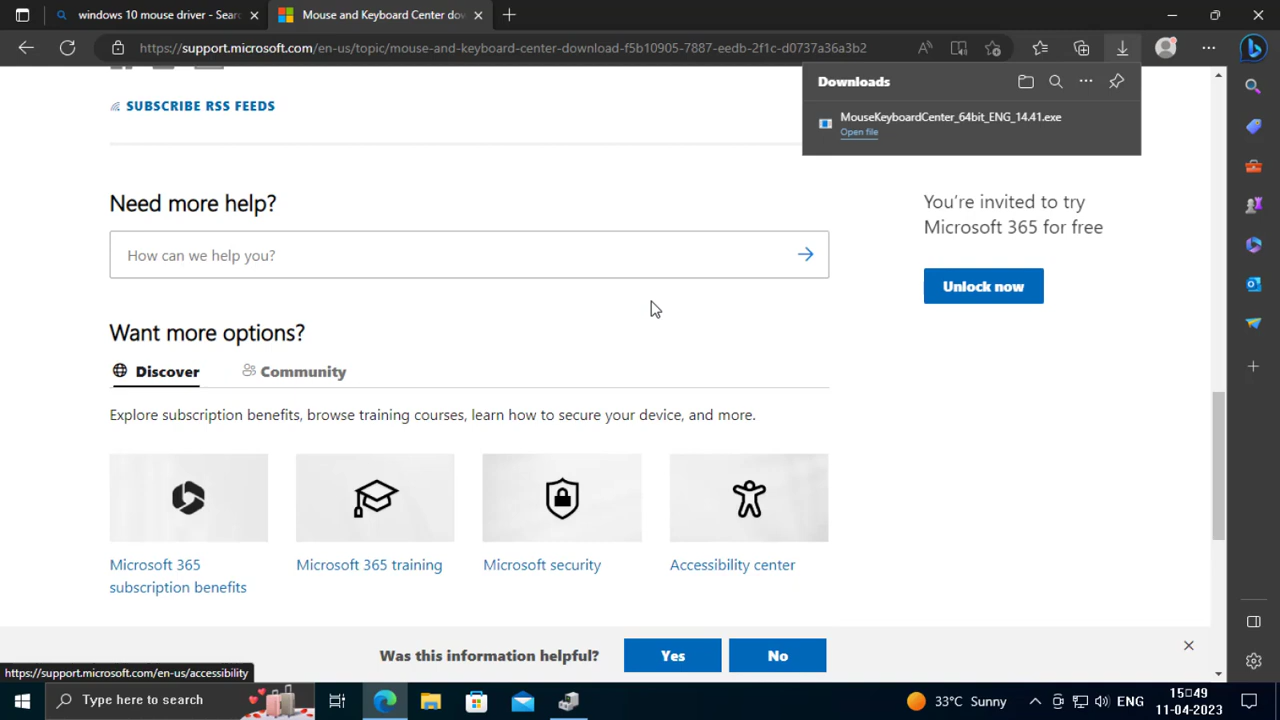 windows 10 mouse driver - Sear
Mouse and Keyboard Center dow
https://support.microsoft.com/en-us/topic/mouse-and-keyboard-center-download-f5b10905-7887-eedb-2f1c-d0737a36a3b2
Downloads
MouseKeyboardCenter_64bit_ENG_14.41.exe
Open file
SUBSCRIBE RSS FEEDS
Need more help?
How can we help you?
You're invited to try
Microsoft 365 for free
Unlock now
Want more options?
Discover
Community
Explore subscription benefits, browse training courses, learn how to secure your device, and more.
Microsoft 365
subscription benefits
Microsoft 365 training
Microsoft security
Accessibility center
Was this information helpful?
Yes
No
https://support.microsoft.com/en-us/accessibility
Type here to search
33°C Sunny
ENG
15:49
11-04-2023